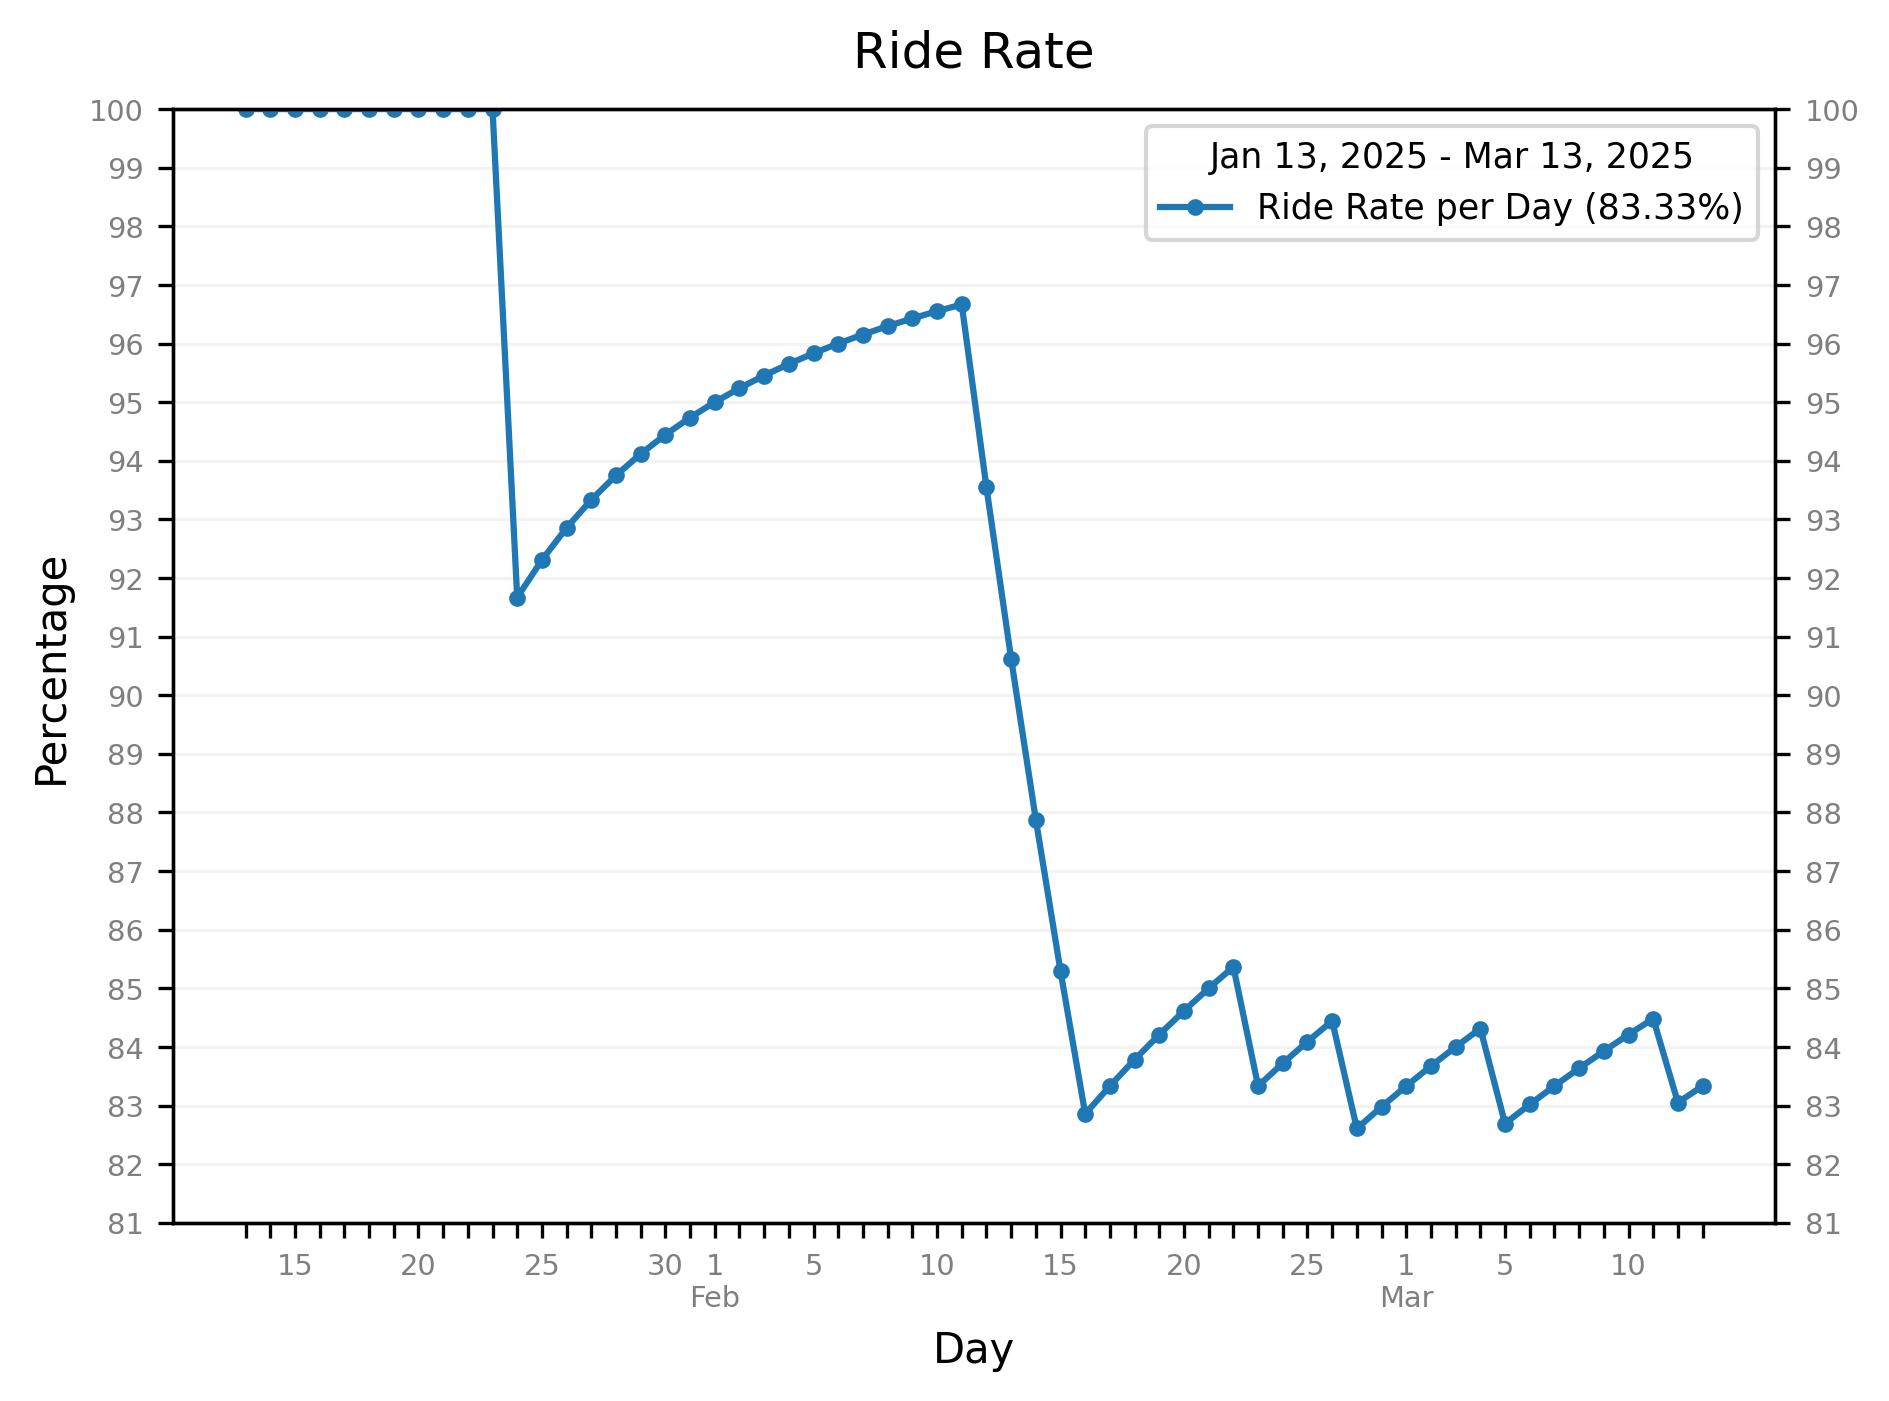 Ride Rate
100 100
99 99
98 98
97 97
96 96
95 95
94 94
93 93
92 92
91 91
90 90
89 89
88 88
87 87
86 86
85 85
84 84
83 83
82 82
81 81
Jan 13, 2025 - Mar 13, 2025
Ride Rate per Day (83.33%)
Percentage
15 20 25 30 1 5 10 15 20 25 1 5 10
Feb Mar
Day